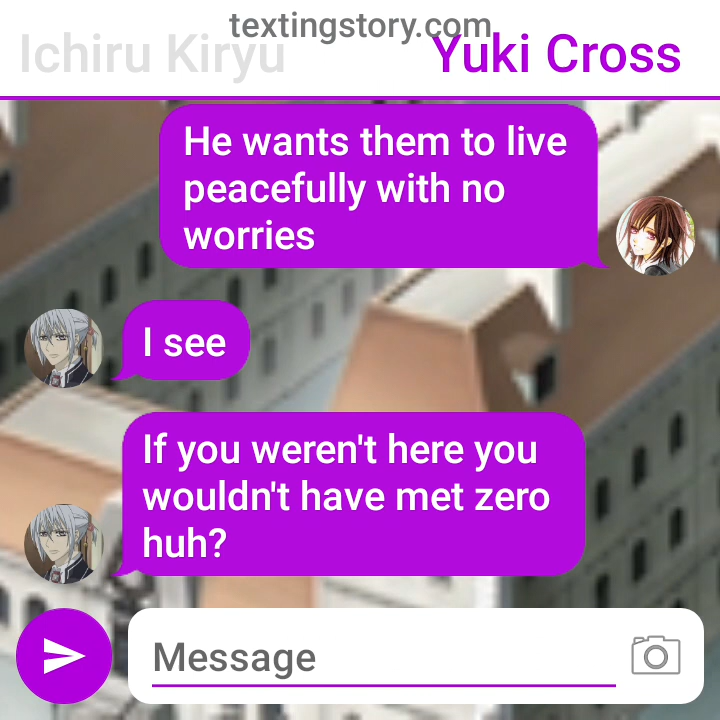 textingstory.com
Ichiru Kiryu
Yuki Cross
He wants them to live
peacefully with no
worries
I see
If you weren't here you
wouldn't have met zero
huh?
Message